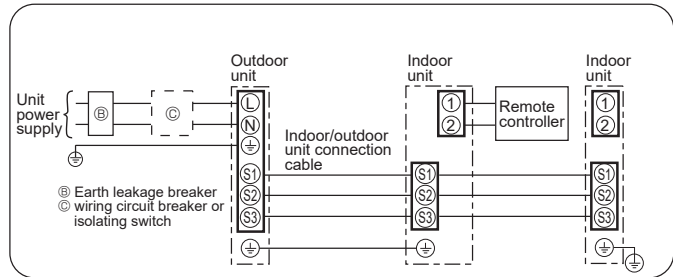 Outdoor
unit
Indoor
unit
Indoor
unit
Unit
power
supply
Ⓑ
Ⓒ
L
N
1
2
Remote
controller
1
2
Indoor/outdoor
unit connection
cable
S1
S2
S3
S1
S2
S3
S1
S2
S3
Ⓑ Earth leakage breaker
Ⓒ wiring circuit breaker or
isolating switch